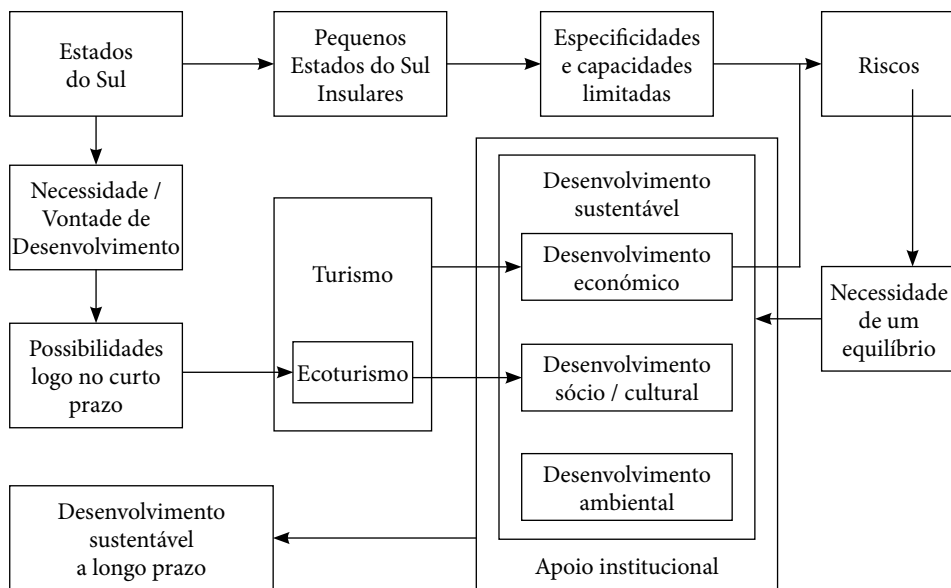 Estados
do Sul
Pequenos
Estados do Sul
Insulares
Especificidades
e capacidades
limitadas
Riscos
Necessidade /
Vontade de
Desenvolvimento
Possibilidades
logo no curto
prazo
Turismo
Ecoturismo
Desenvolvimento
sustentável
Desenvolvimento
económico
Desenvolvimento
sócio / cultural
Desenvolvimento
ambiental
Apoio institucional
Necessidade
de um
equilíbrio
Desenvolvimento
sustentável
a longo prazo